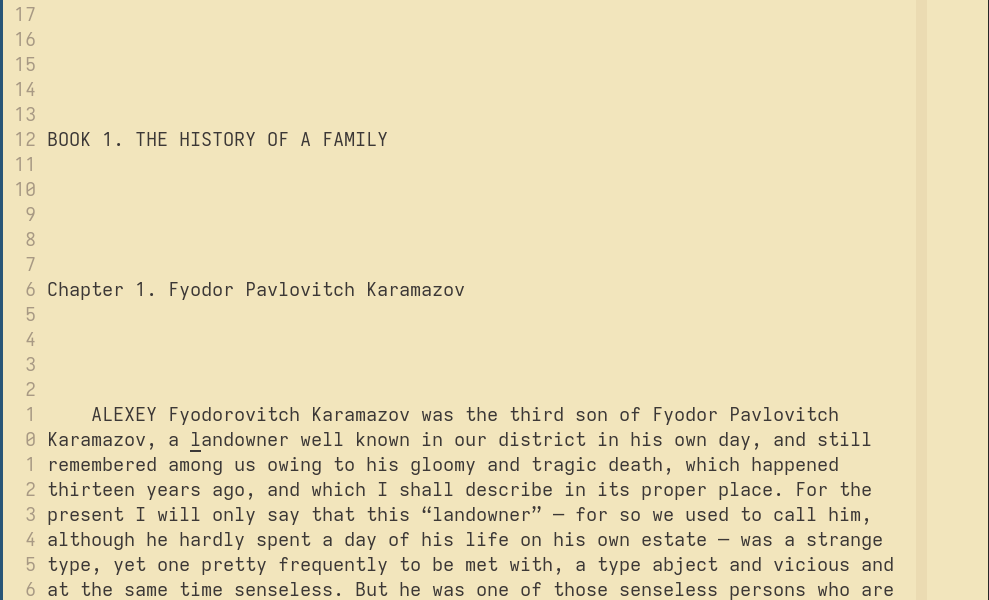 17
16
15
14
13
12 BOOK 1. THE HISTORY OF A FAMILY
11
10
9
8
7
6 Chapter 1. Fyodor Pavlovitch Karamazov
5
4
3
2
1 ALEXEY Fyodorovitch Karamazov was the third son of Fyodor Pavlovitch
0 Karamazov, a landowner well known in our district in his own day, and still
1 remembered among us owing to his gloomy and tragic death, which happened
2 thirteen years ago, and which I shall describe in its proper place. For the
3 present I will only say that this “landowner” — for so we used to call him,
4 although he hardly spent a day of his life on his own estate — was a strange
5 type, yet one pretty frequently to be met with, a type abject and vicious and
6 at the same time senseless. But he was one of those senseless persons who are